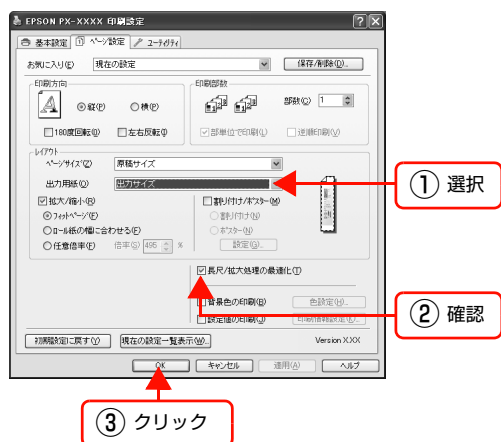 EPSON PX-XXXX 印刷設定
基本設定 ページ設定 ユーティリティ
お気に入り(E) 現在の設定 保存/削除(D)...
印刷方向 印刷部数
縦(P) 横(P) 部数(C) 1
180度回転(Q) 左右反転(I) 部単位で印刷(L) 逆順印刷(V)
レイアウト
ページサイズ(Z) 原稿サイズ
出力用紙(O) 出力サイズ
① 選択
拡大/縮小(R) 割り付け/ポスター(M)
フィットページ(F) 割り付け(N)
ロール紙の幅に合わせる(F) ポスター(N)
任意倍率(F) 倍率(S) 495 % 設定(G)...
長尺/拡大処理の最適化(T)
背景色の印刷(B) 色設定(H)...
② 確認
設定値の印刷(J) 印刷情報設定(K)...
初期設定に戻す(Y) 現在の設定一覧表示(W)... Version X.XX
OK キャンセル 適用(A) ヘルプ
③ クリック